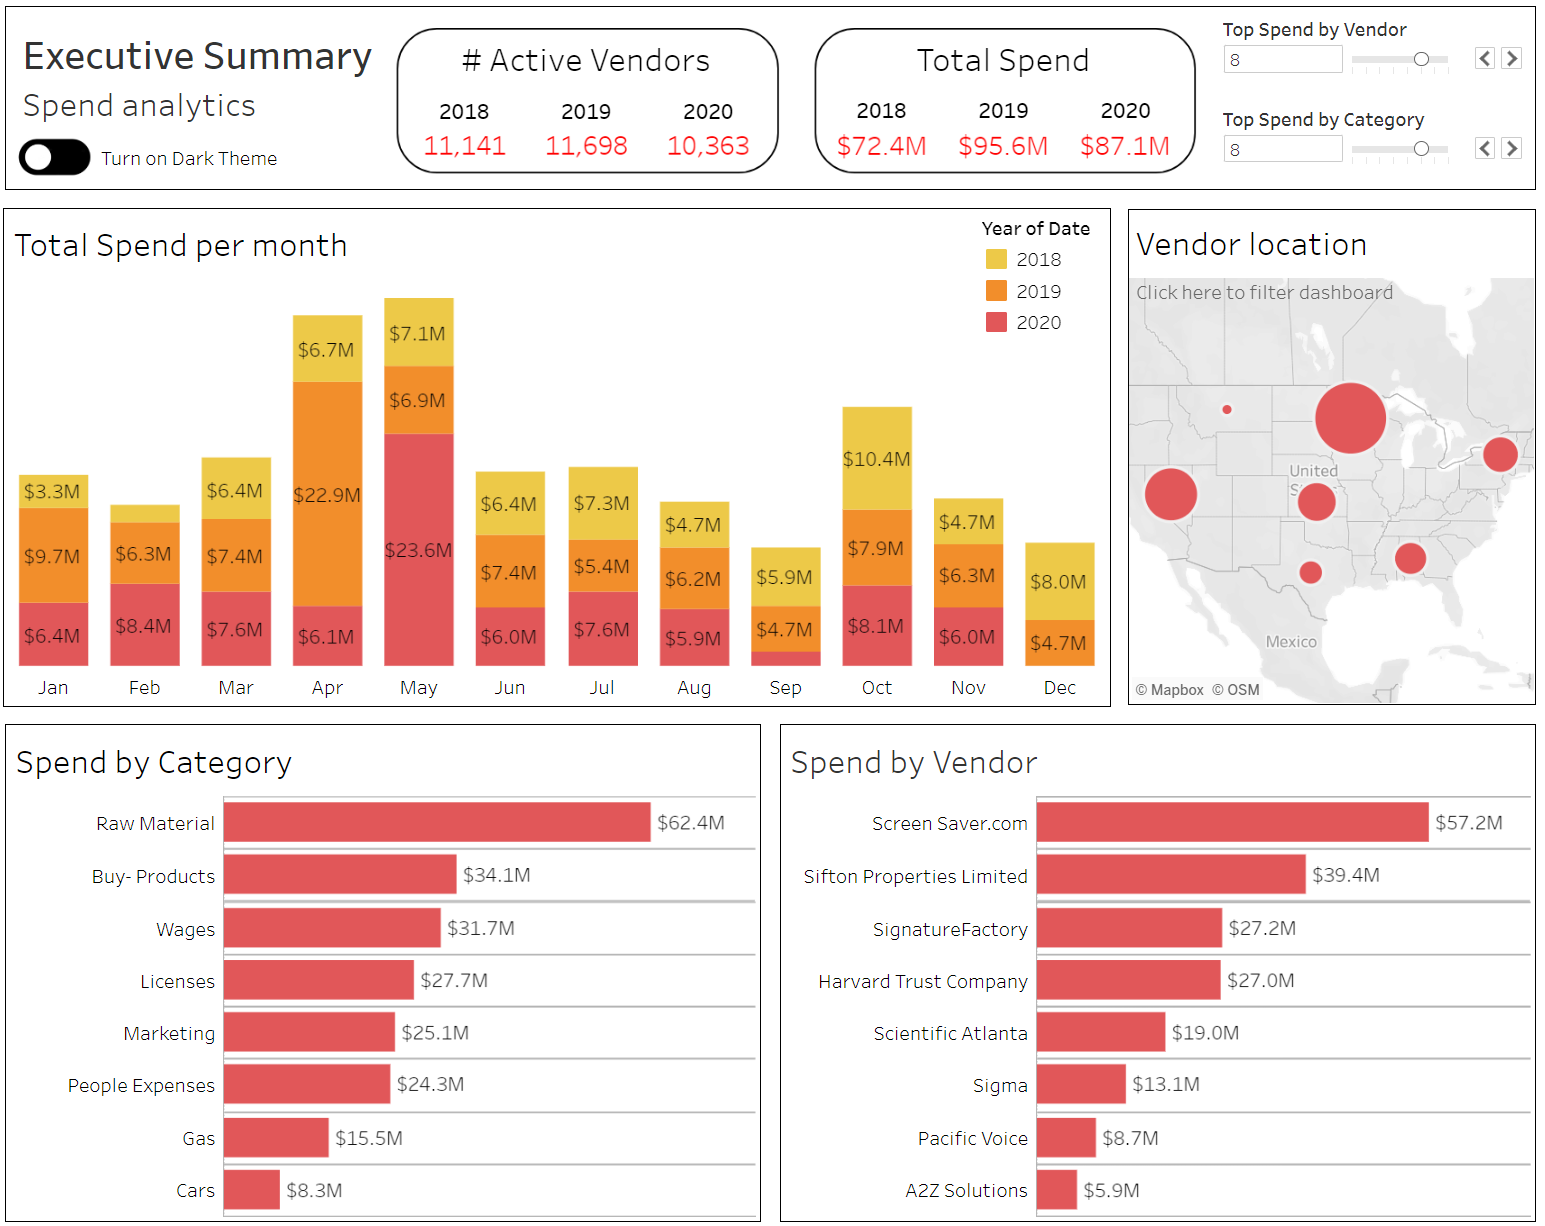 Executive Summary
Spend analytics
Turn on Dark Theme
# Active Vendors
2018 2019 2020
11,141 11,698 10,363
Total Spend
2018 2019 2020
$72.4M $95.6M $87.1M
Top Spend by Vendor
8
Top Spend by Category
8
Total Spend per month
Year of Date
2018
2019
2020
$3.3M
$9.7M
$6.4M
$6.3M
$8.4M
$6.4M
$7.4M
$7.6M
$6.7M
$22.9M
$6.1M
$7.1M
$6.9M
$23.6M
$6.4M
$7.4M
$6.0M
$7.3M
$5.4M
$7.6M
$4.7M
$6.2M
$5.9M
$5.9M
$4.7M
$10.4M
$7.9M
$8.1M
$4.7M
$6.3M
$6.0M
$8.0M
$4.7M
Jan Feb Mar Apr May Jun Jul Aug Sep Oct Nov Dec
Vendor location
Click here to filter dashboard
United
Mexico
© Mapbox © OSM
Spend by Category
Raw Material $62.4M
Buy- Products $34.1M
Wages $31.7M
Licenses $27.7M
Marketing $25.1M
People Expenses $24.3M
Gas $15.5M
Cars $8.3M
Spend by Vendor
Screen Saver.com $57.2M
Sifton Properties Limited $39.4M
SignatureFactory $27.2M
Harvard Trust Company $27.0M
Scientific Atlanta $19.0M
Sigma $13.1M
Pacific Voice $8.7M
A2Z Solutions $5.9M